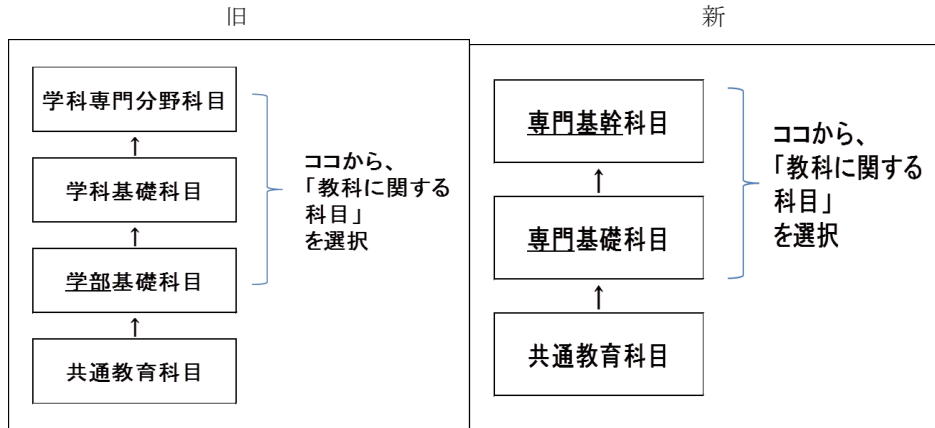 旧
学科専門分野科目
↑
学科基礎科目
↑
学部基礎科目
↑
共通教育科目
ココから、
「教科に関する
科目」
を選択
新
専門基幹科目
↑
専門基礎科目
↑
共通教育科目
ココから、
「教科に関する
科目」
を選択